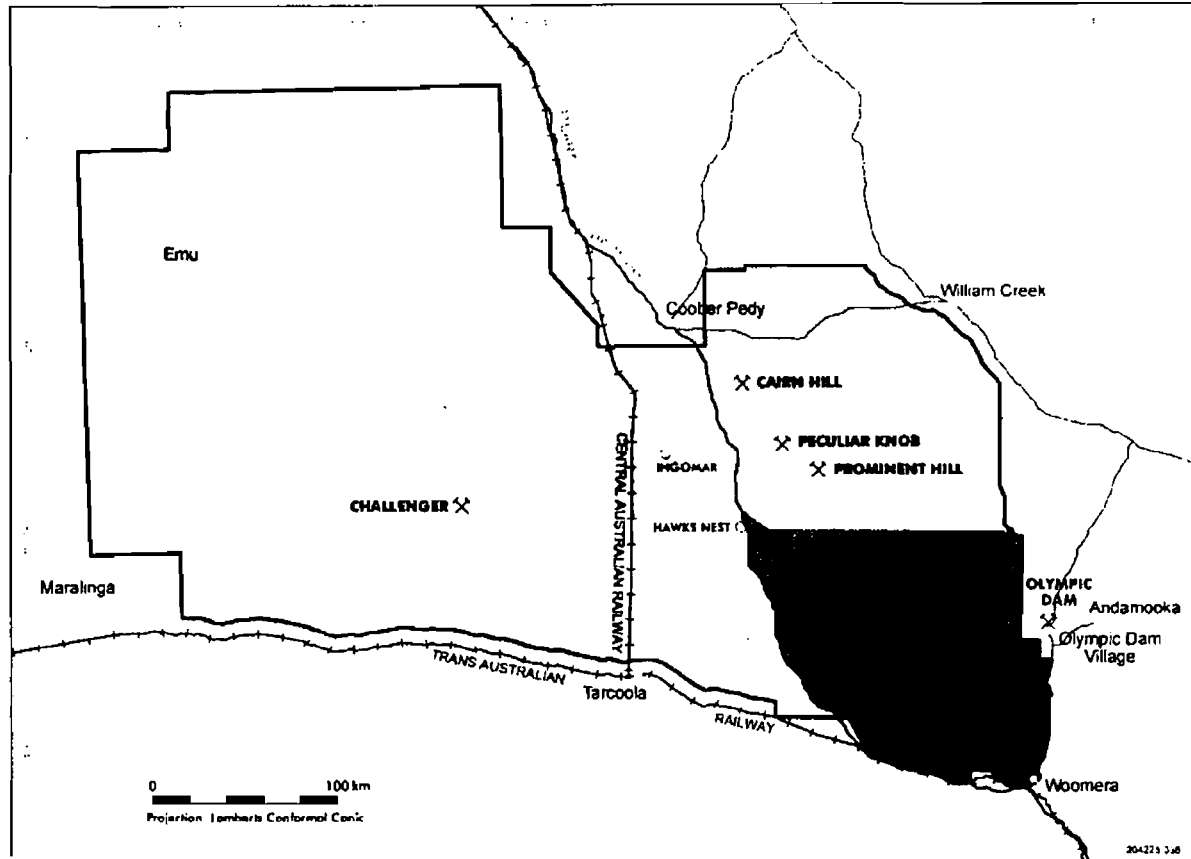 Emu
William Creek
Coober Pedy
CAIRN HILL
PECULIAR KNOB
PROMINENT HILL
INGOMAR
CENTRAL AUSTRALIAN RAILWAY
CHALLENGER
HAWKS NEST
Maralinga
OLYMPIC
DAM
Andamooka
Olympic Dam
Village
TRANS AUSTRALIAN
RAILWAY
Tarcoola
Woomera
0 100 km
Projection Lamberts Conformal Conic